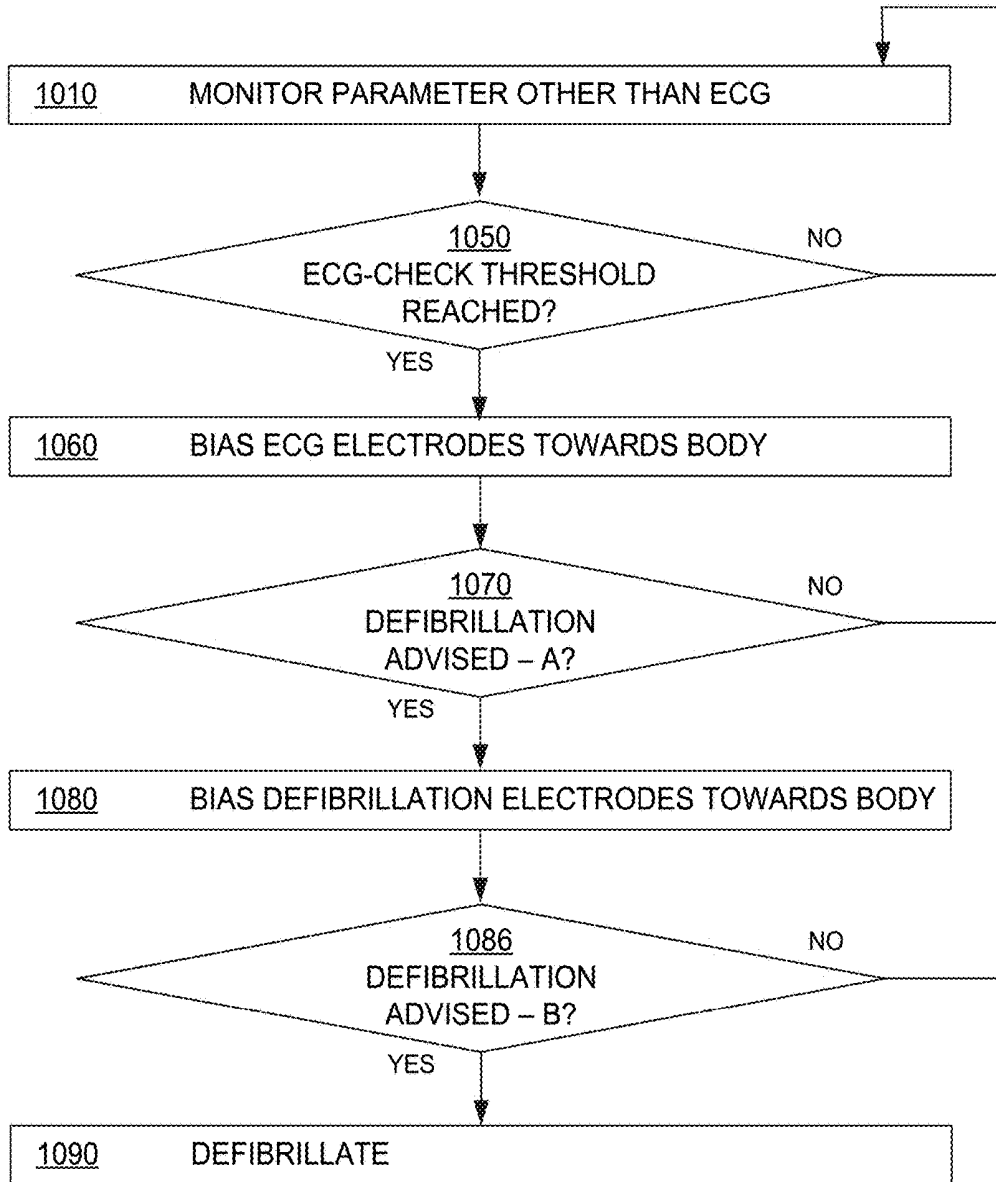 1010 MONITOR PARAMETER OTHER THAN ECG
1050
ECG-CHECK THRESHOLD
REACHED?
NO
YES
1060 BIAS ECG ELECTRODES TOWARDS BODY
1070
DEFIBRILLATION
ADVISED – A?
NO
YES
1080 BIAS DEFIBRILLATION ELECTRODES TOWARDS BODY
1086
DEFIBRILLATION
ADVISED – B?
NO
YES
1090 DEFIBRILLATE